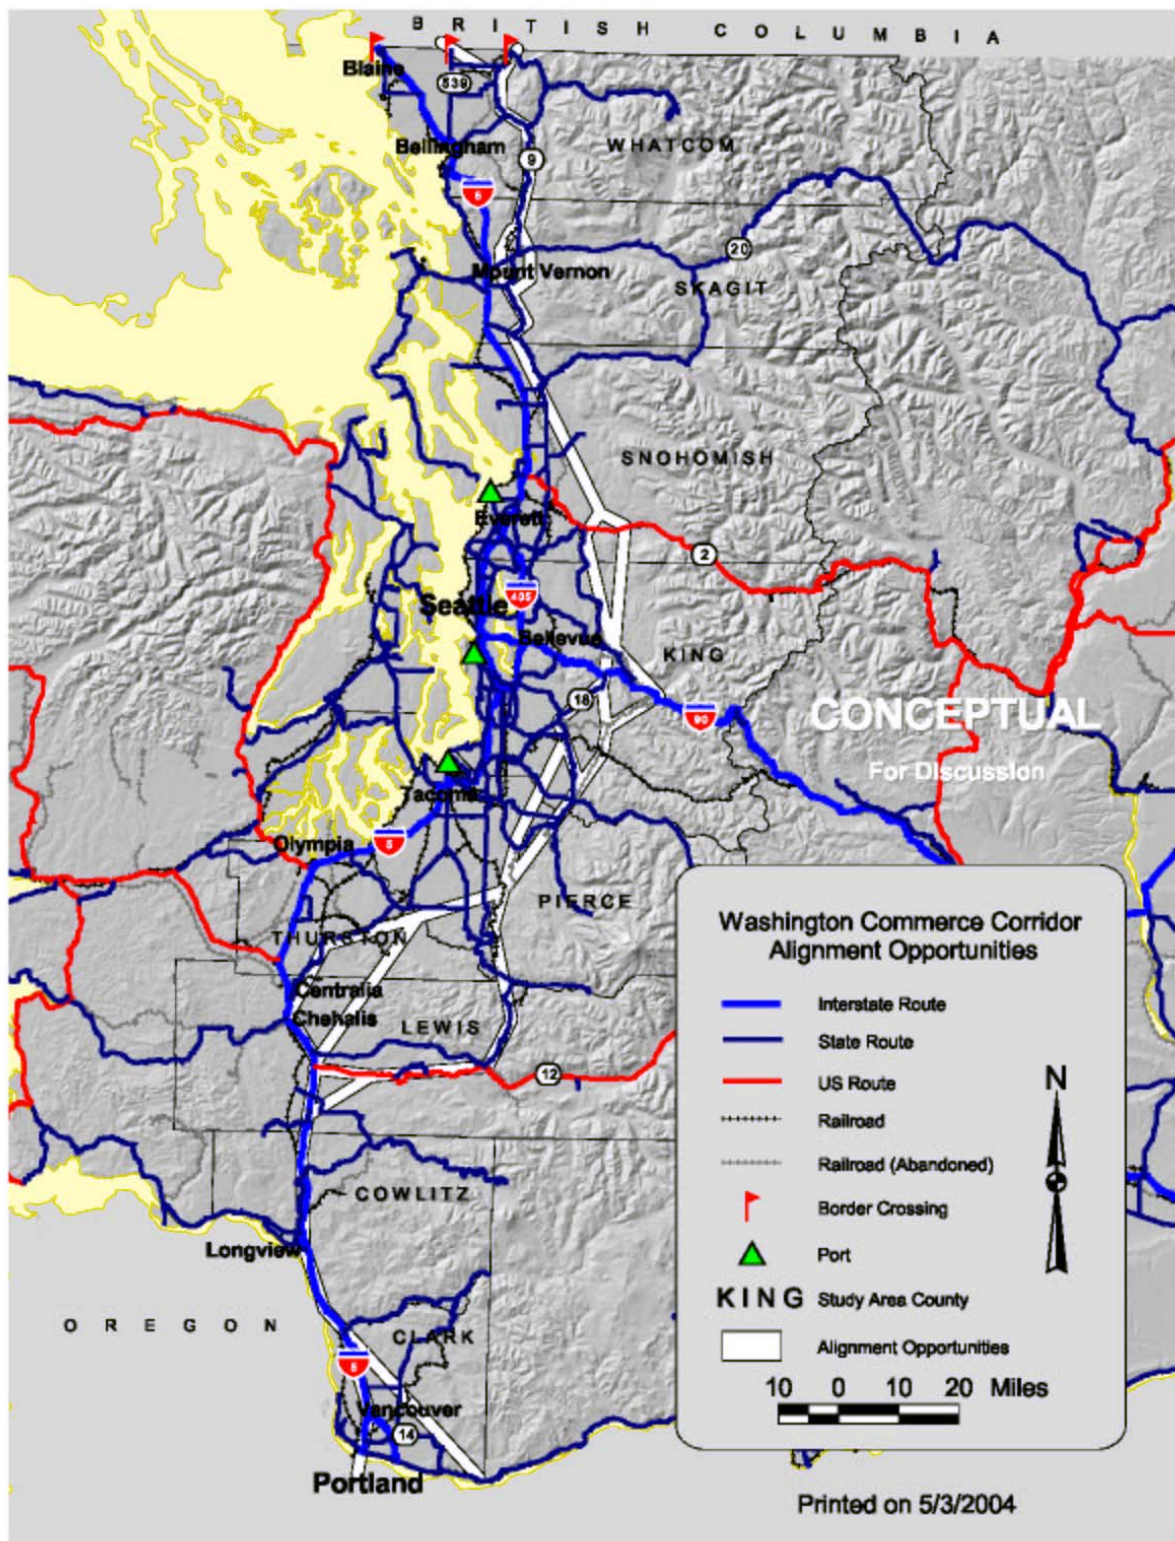 BRITISH COLUMBIA
Blaine
539
Bellingham
WHATCOM
9
5
20
Mount Vernon
SKAGIT
SNOHOMISH
Everett
2
405
Seattle
Bellevue
KING
18
90
CONCEPTUAL
For Discussion
Tacoma
5
Olympia
PIERCE
THURSTON
Centralia
Chehalis
LEWIS
12
COWLITZ
Longview
OREGON
CLARK
5
Vancouver
14
Portland
Washington Commerce Corridor
Alignment Opportunities
Interstate Route
State Route
US Route
Railroad
Railroad (Abandoned)
Border Crossing
Port
KING Study Area County
Alignment Opportunities
N
10 0 10 20 Miles
Printed on 5/3/2004